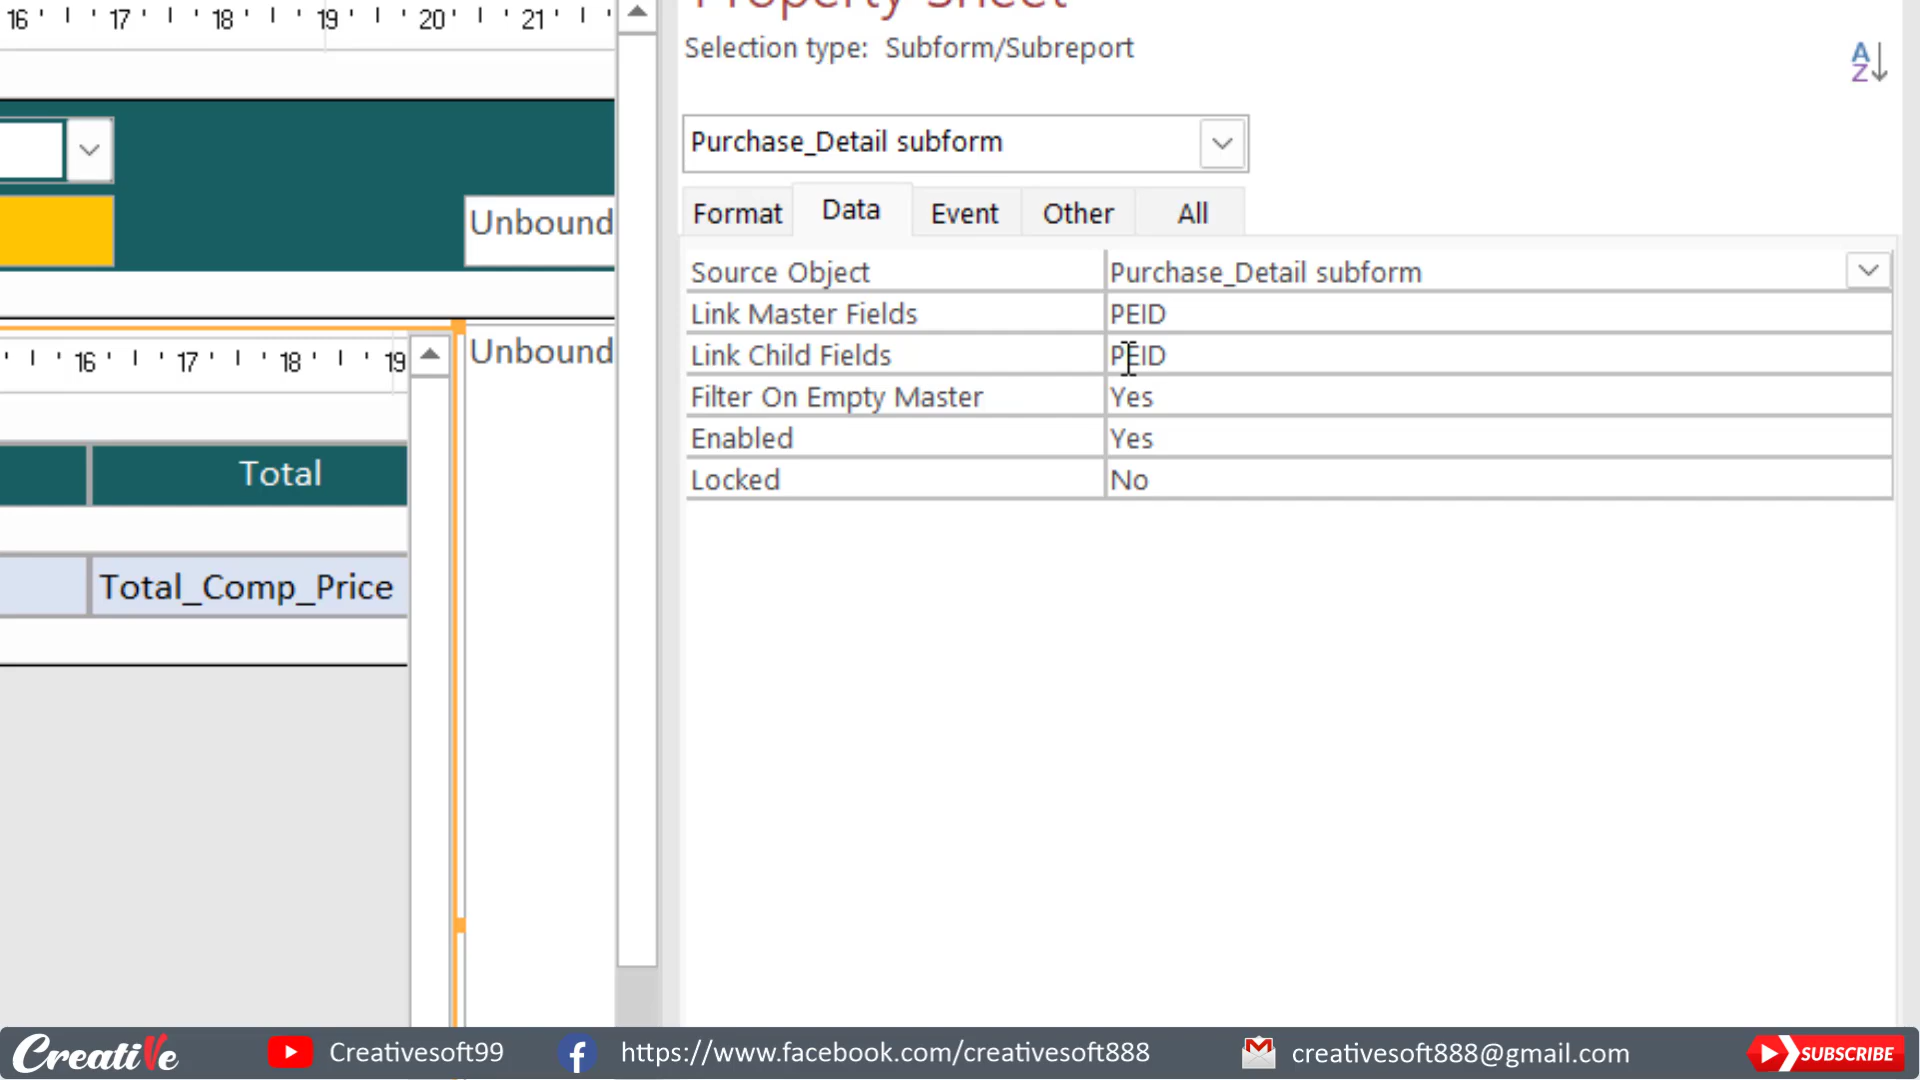 16 17 18 19 20 21
Property Sheet
Selection type: Subform/Subreport
A
Z
Purchase_Detail subform
Format Data Event Other All
Unbound
Source Object Purchase_Detail subform
Link Master Fields PEID
Unbound
16 17 18 19
Link Child Fields PEID
Filter On Empty Master Yes
Enabled Yes
Total
Locked No
Total_Comp_Price
CreatiVe
Creativesoft99
f
https://www.facebook.com/creativesoft888
creativesoft888@gmail.com
SUBSCRIBE